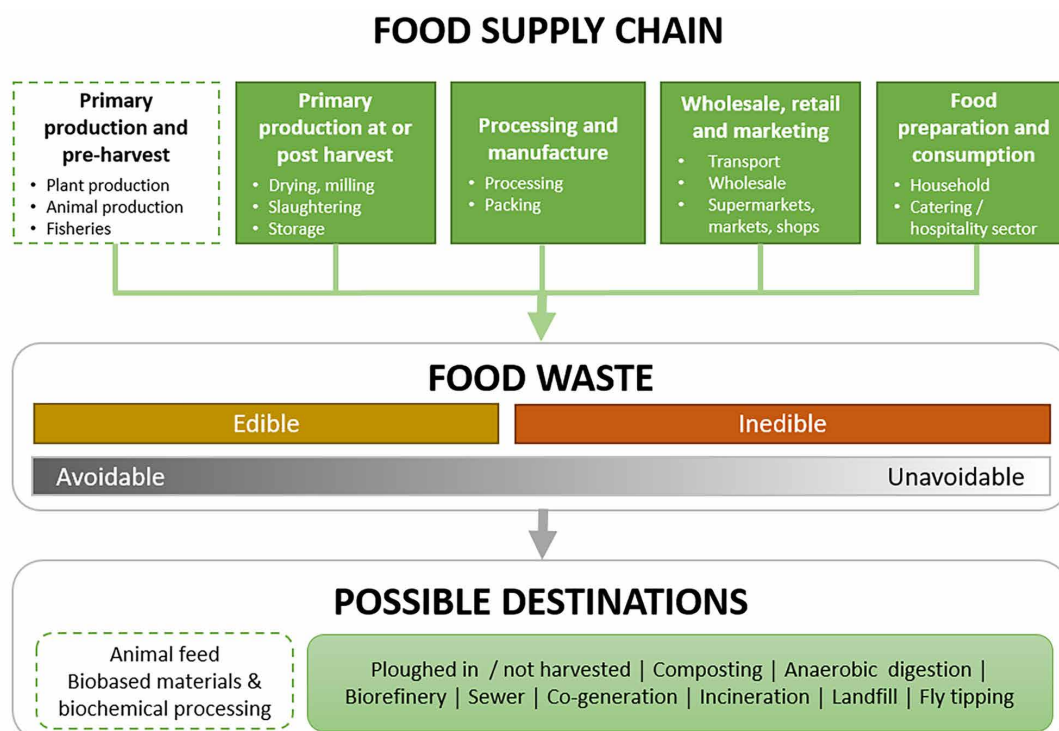 FOOD SUPPLY CHAIN
Primary
production and
pre-harvest
• Plant production
• Animal production
• Fisheries
Primary
production at or
post harvest
• Drying, milling
• Slaughtering
• Storage
Processing and
manufacture
• Processing
• Packing
Wholesale, retail
and marketing
• Transport
• Wholesale
• Supermarkets,
markets, shops
Food
preparation and
consumption
• Household
• Catering /
hospitality sector
FOOD WASTE
Edible
Inedible
Avoidable
Unavoidable
POSSIBLE DESTINATIONS
Animal feed
Biobased materials &
biochemical processing
Ploughed in / not harvested | Composting | Anaerobic digestion |
Biorefinery | Sewer | Co-generation | Incineration | Landfill | Fly tipping